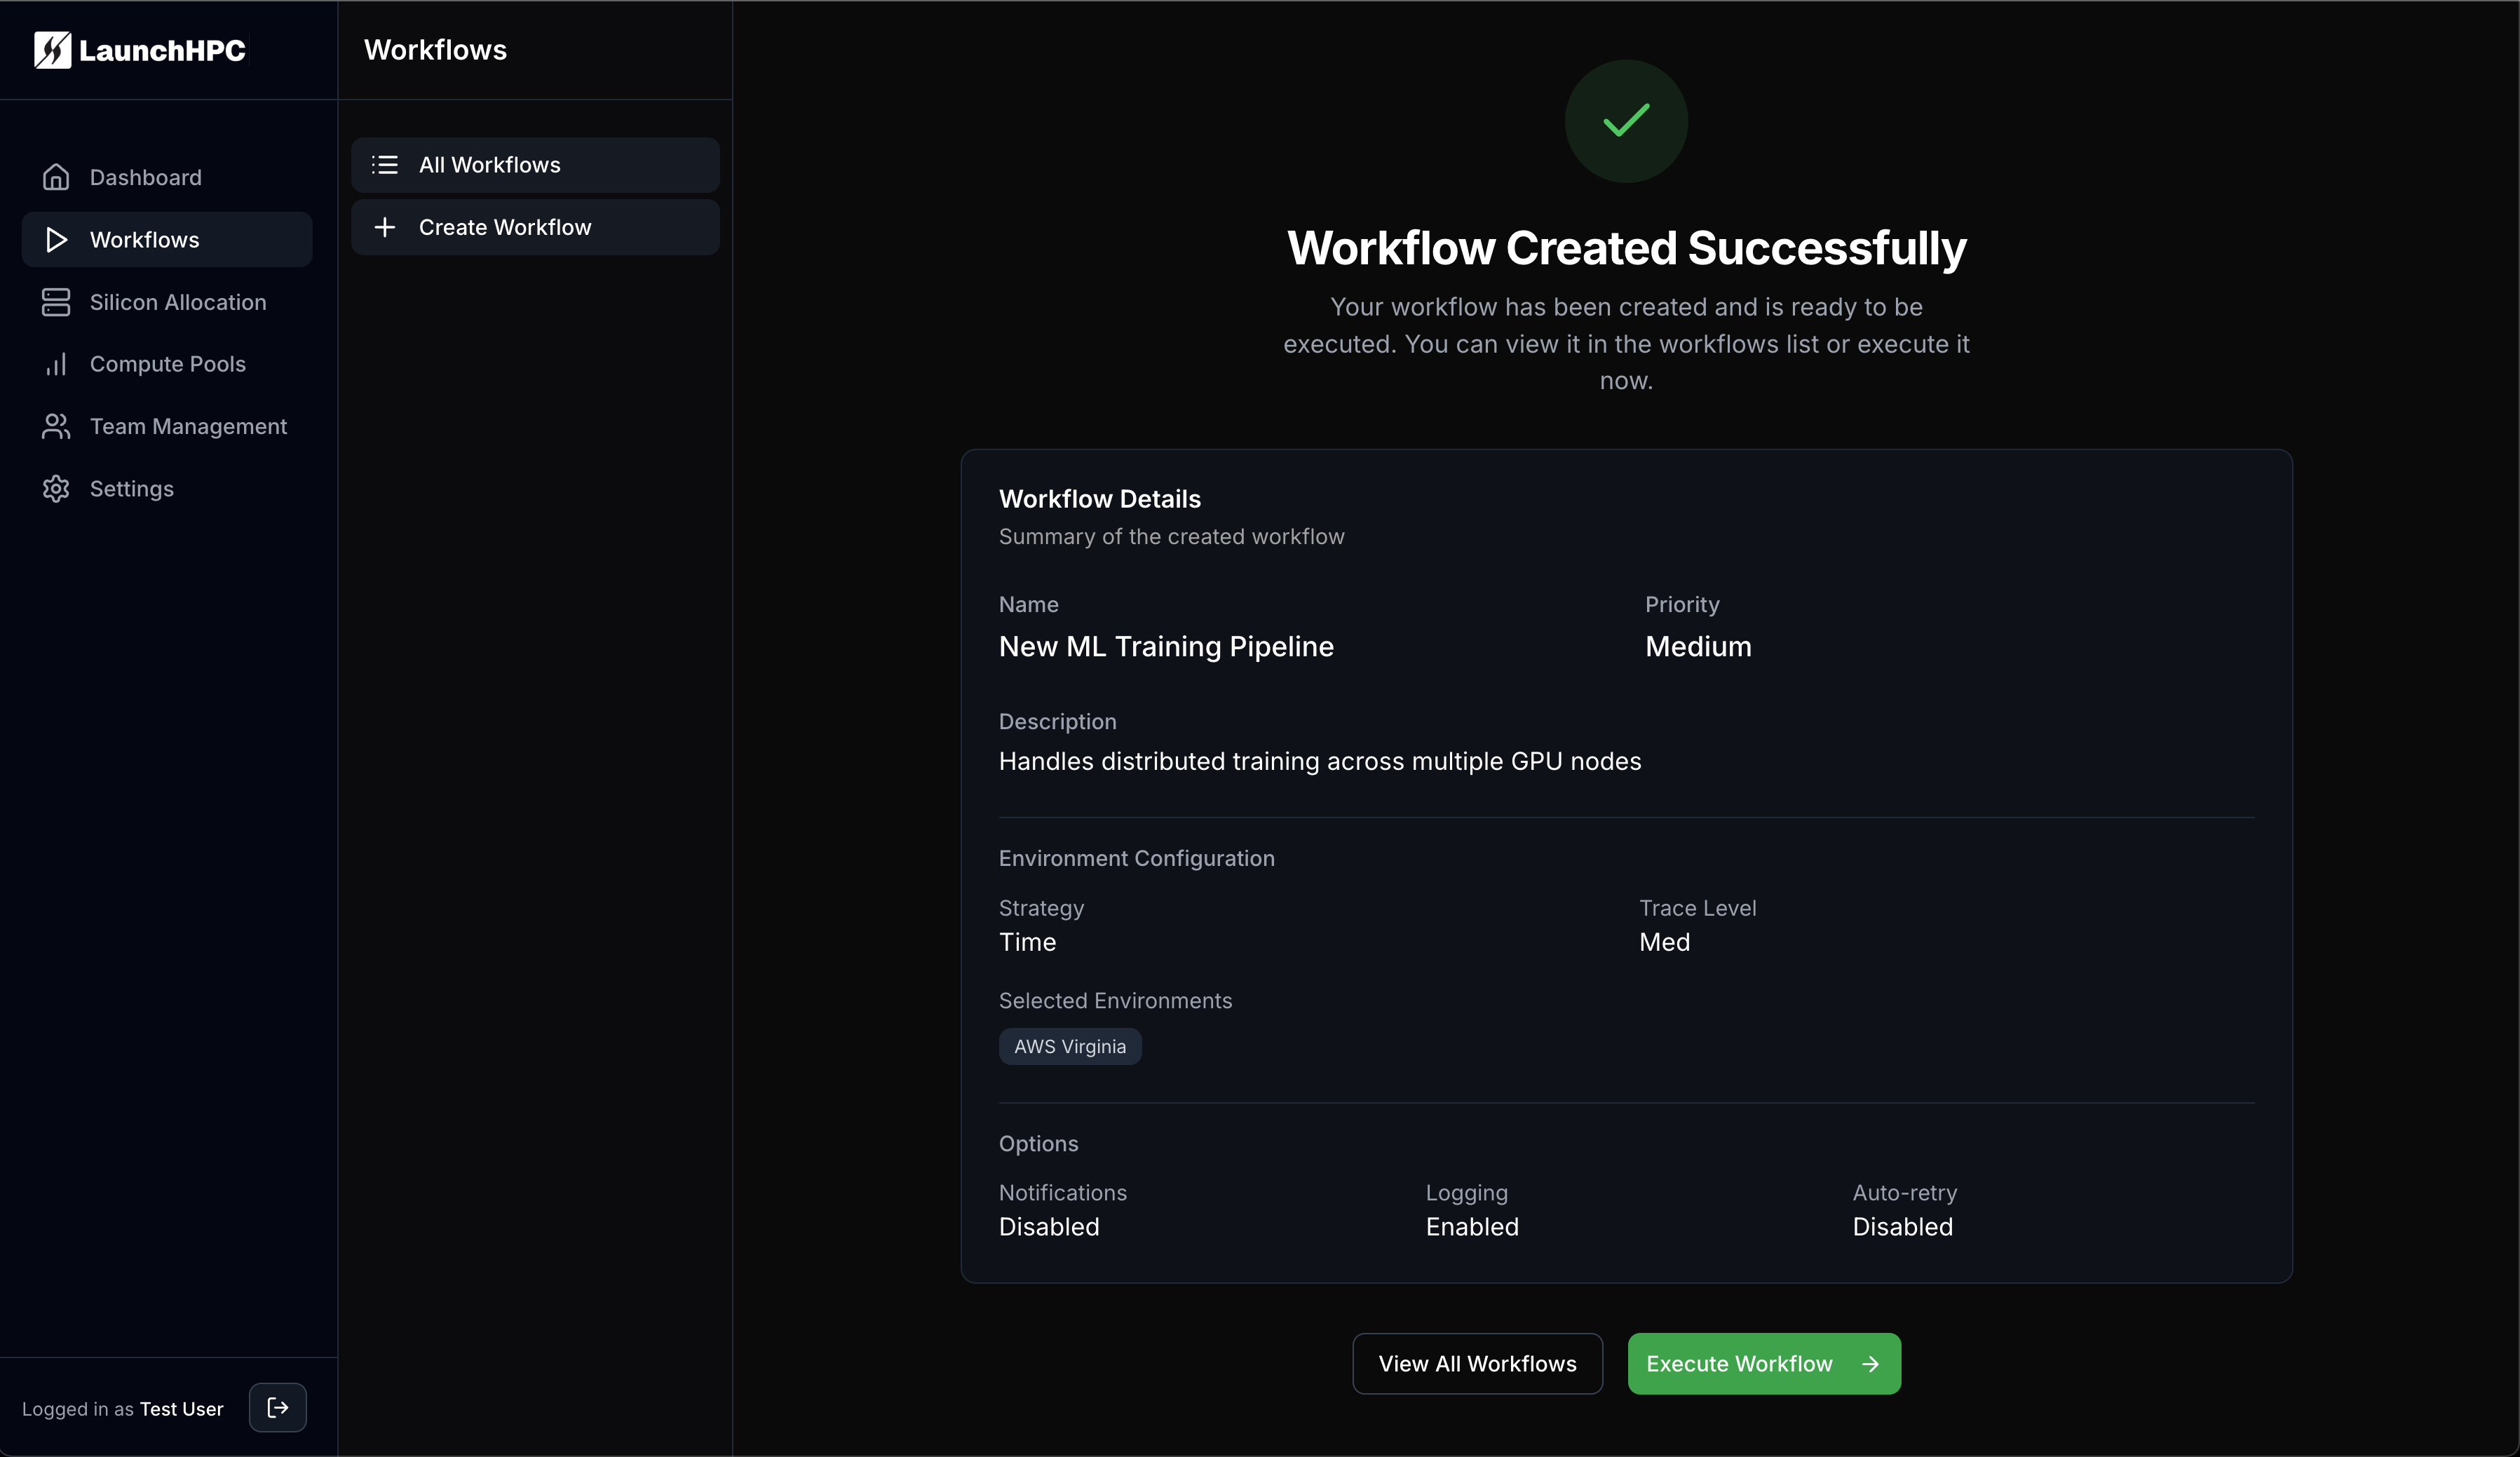 LaunchHPC
Dashboard
Workflows
Silicon Allocation
Compute Pools
Team Management
Settings
Logged in as Test User
Workflows
All Workflows
Create Workflow
Workflow Created Successfully
Your workflow has been created and is ready to be
executed. You can view it in the workflows list or execute it
now.
Workflow Details
Summary of the created workflow
Name
New ML Training Pipeline
Priority
Medium
Description
Handles distributed training across multiple GPU nodes
Environment Configuration
Strategy
Time
Trace Level
Med
Selected Environments
AWS Virginia
Options
Notifications
Disabled
Logging
Enabled
Auto-retry
Disabled
View All Workflows
Execute Workflow